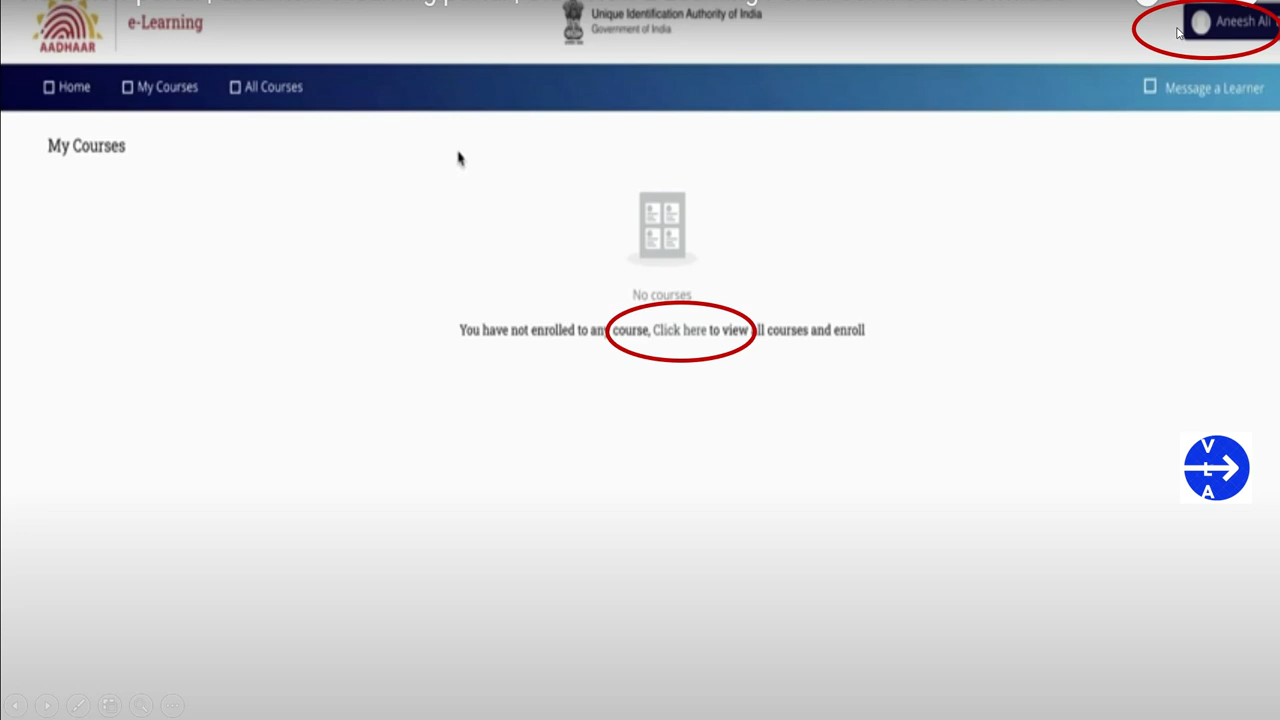 e-Learning
AADHAAR
Unique Identification Authority of India
Government of India
Aneesh Ali
Home
My Courses
All Courses
Message a Learner
My Courses
No courses
You have not enrolled to any course, Click here to view all courses and enroll
V
L
A